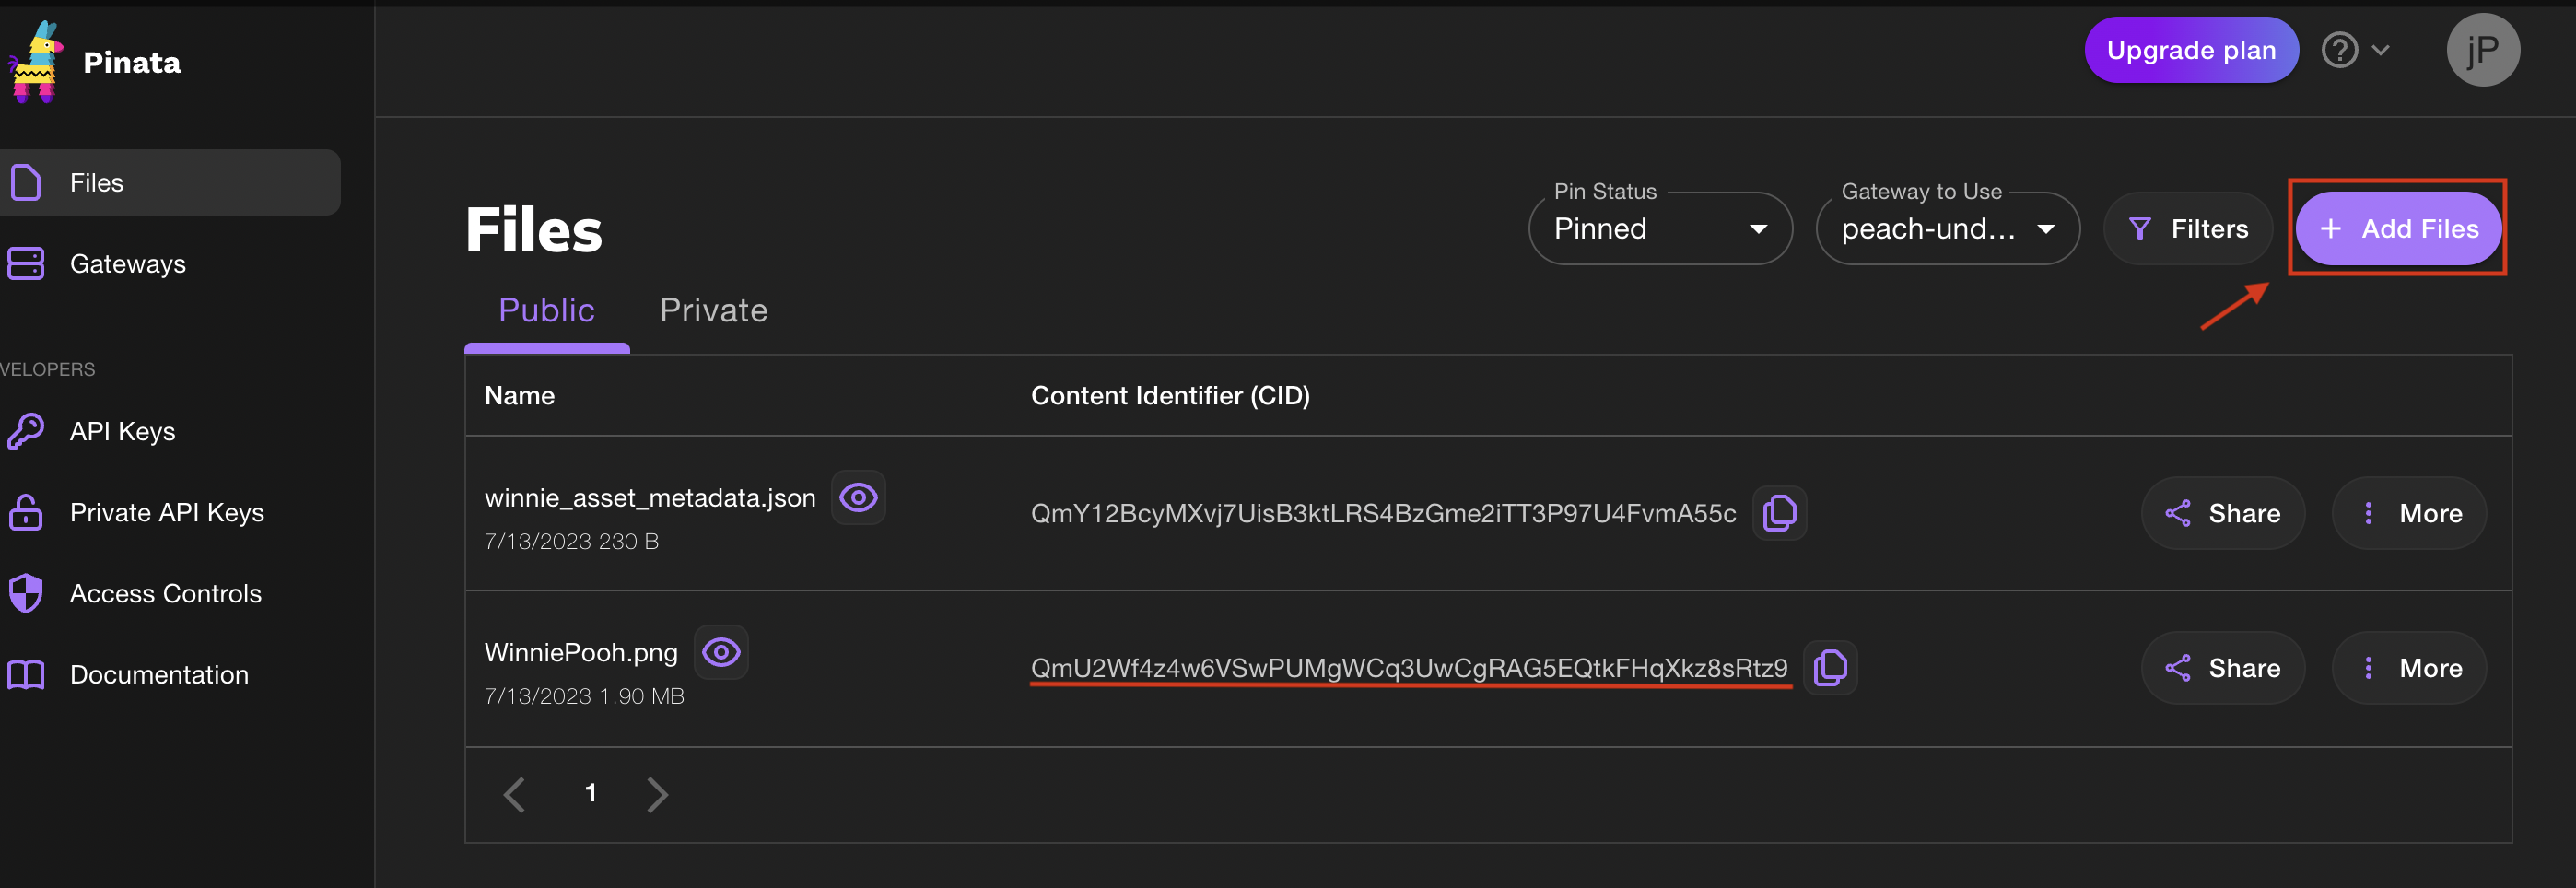 Pinata
Upgrade plan
jP
Files
Gateways
VELOPERS
API Keys
Private API Keys
Access Controls
Documentation
Files
Pin Status
Pinned
Gateway to Use
peach-und...
Filters
+ Add Files
Public
Private
Name
Content Identifier (CID)
winnie_asset_metadata.json
7/13/2023 230 B
QmY12BcyMXvj7UisB3ktLRS4BzGme2iTT3P97U4FvmA55c
Share
More
WinniePooh.png
7/13/2023 1.90 MB
QmU2Wf4z4w6VSwPUMgWCq3UwCgRAG5EQtkFHqXkz8sRtz9
Share
More
1